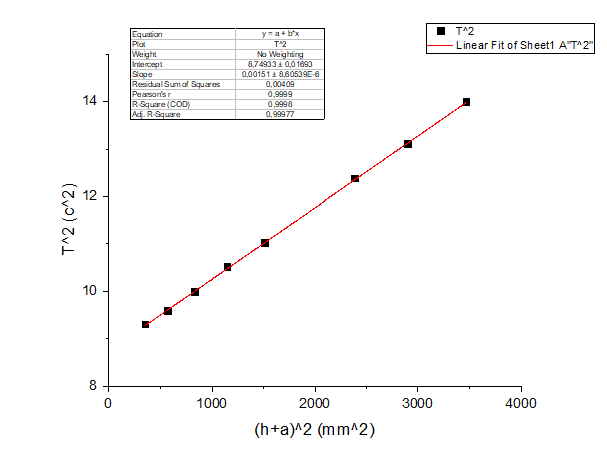 Equation y = a + b*x
Plot T^2
Weight No Weighting
Intercept 8,74933 ± 0,01693
Slope 0,00151 ± 8,60539E-6
Residual Sum of Squares 0,00409
Pearson's r 0,9999
R-Square (COD) 0,9998
Adj. R-Square 0,99977
T^2
Linear Fit of Sheet1 A"T^2"
14
12
10
8
T^2 (c^2)
0 1000 2000 3000 4000
(h+a)^2 (mm^2)